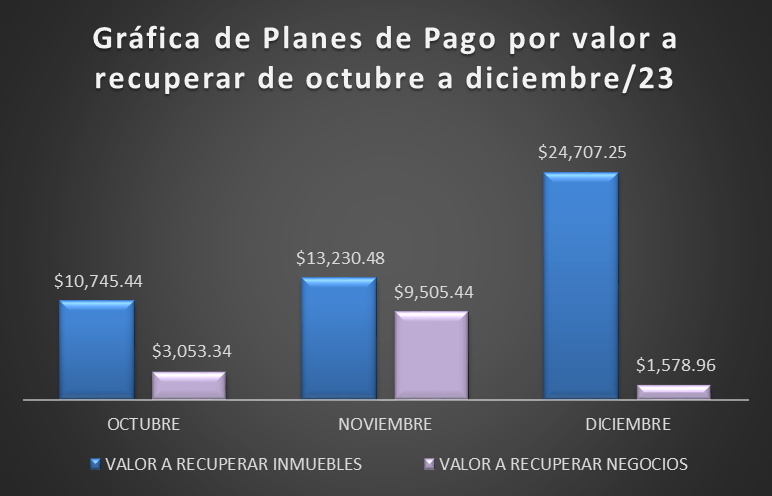 Gráfica de Planes de Pago por valor a
recuperar de octubre a diciembre/23
$24,707.25
$13,230.48
$10,745.44
$9,505.44
$3,053.34
$1,578.96
OCTUBRE
NOVIEMBRE
DICIEMBRE
VALOR A RECUPERAR INMUEBLES
VALOR A RECUPERAR NEGOCIOS